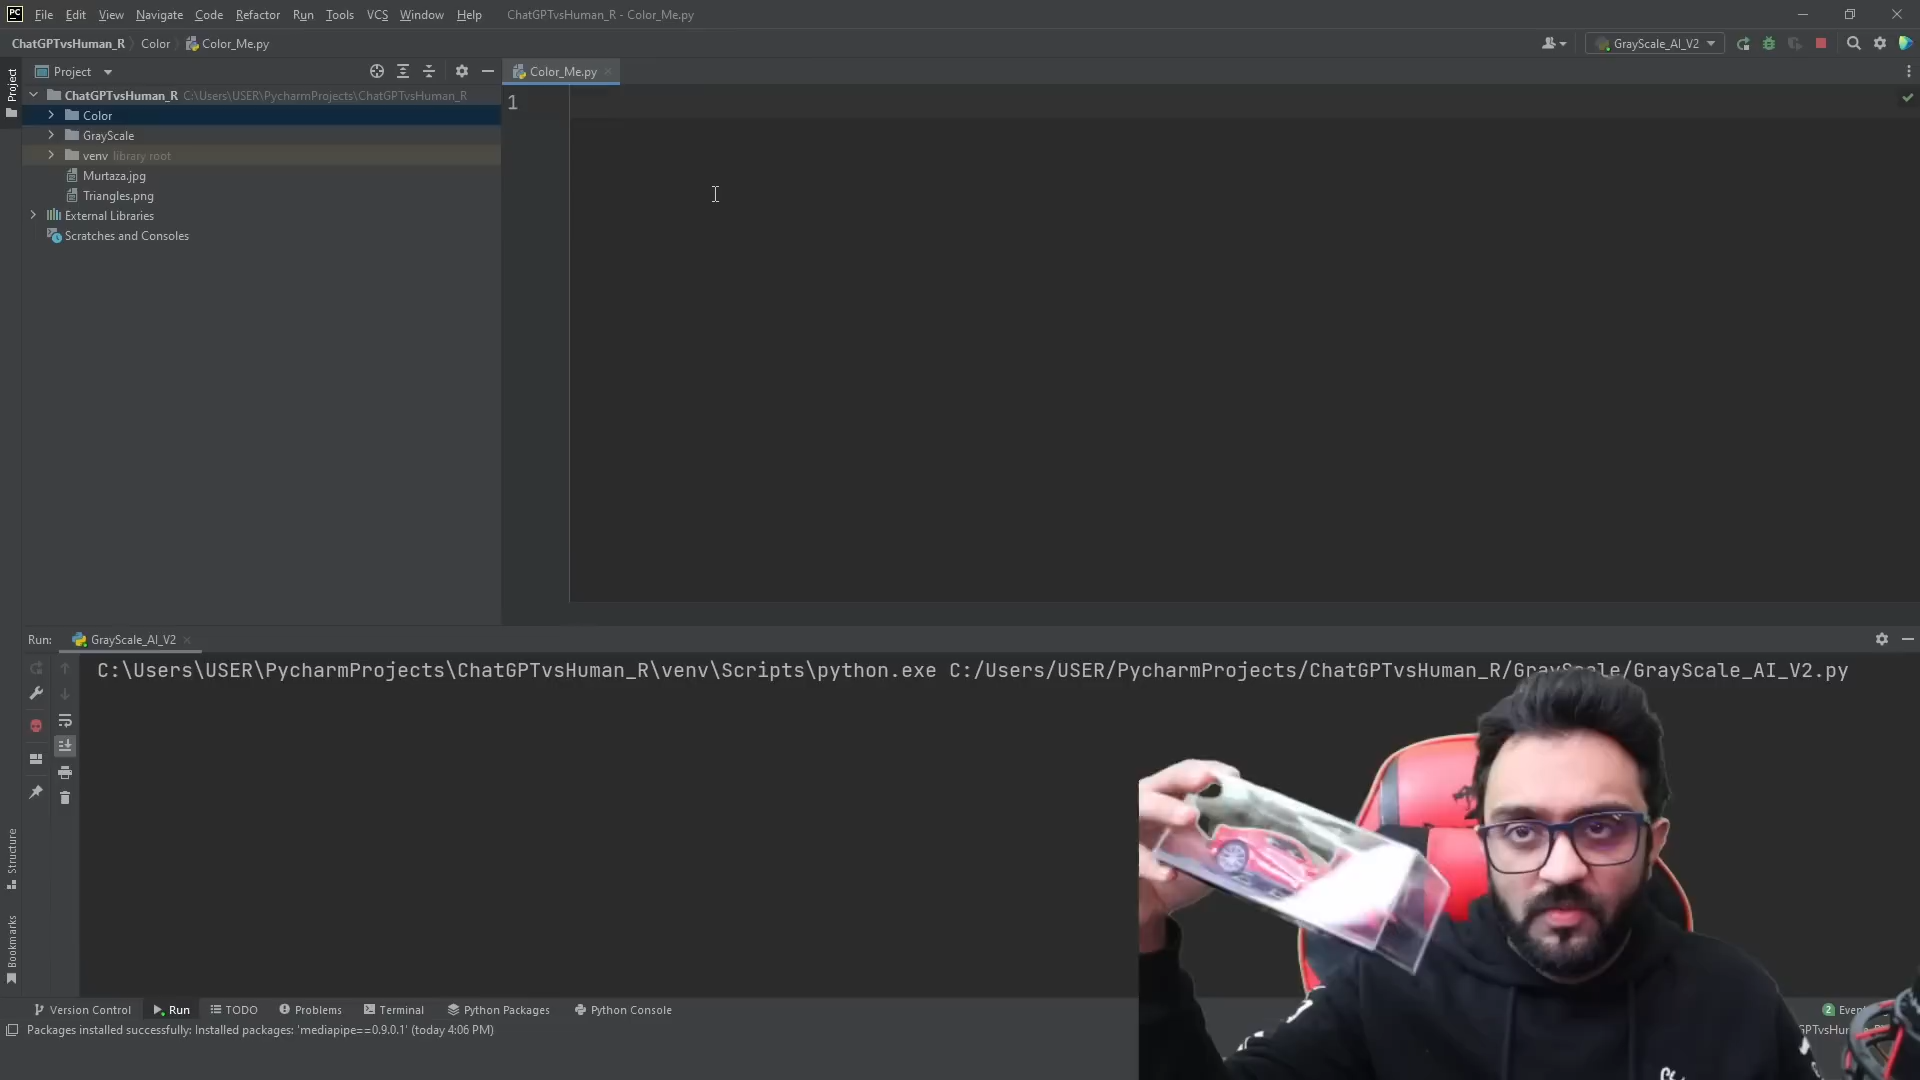 PC File Edit View Navigate Code Refactor Run Tools VCS Window Help ChatGPTvsHuman_R - Color_Me.py
ChatGPTvsHuman_R Color Color_Me.py GrayScale_AI_V2
Project Project Color_Me.py
ChatGPTvsHuman_R C:\Users\USER\PycharmProjects\ChatGPTvsHuman_R 1
Color
GrayScale
venv library root
Murtaza.jpg
Triangles.png
External Libraries
Scratches and Consoles
Run: GrayScale_AI_V2
C:\Users\USER\PycharmProjects\ChatGPTvsHuman_R\venv\Scripts\python.exe C:/Users/USER/PycharmProjects/ChatGPTvsHuman_R/GrayScale/GrayScale_AI_V2.py
Structure
Bookmarks
Version Control Run TODO Problems Terminal Python Packages Python Console 2
Packages installed successfully: Installed packages: 'mediapipe==0.9.0.1' (today 4:06 PM)